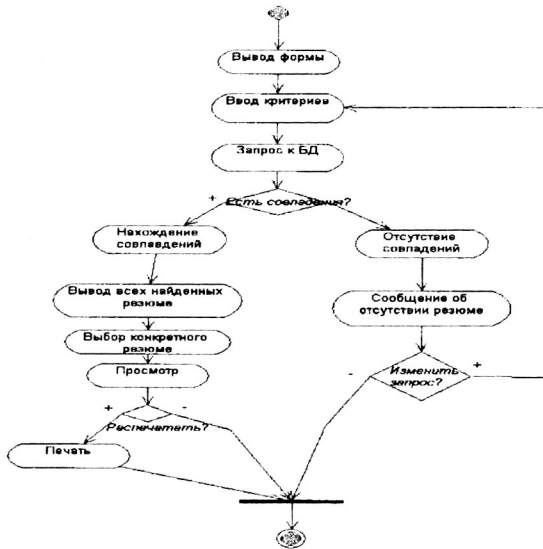 Вывод формы
Ввод критериев
Запрос к БД
+
Есть совпадения?
-
Нахождение
совпавдений
Отсутствие
совпадений
Вывод всех найденных
резюме
Сообщение об
отсутствии резюме
Выбор конкретного
резюме
Просмотр
-
Изменить
запрос?
+
+
-
Распечатать?
Печать